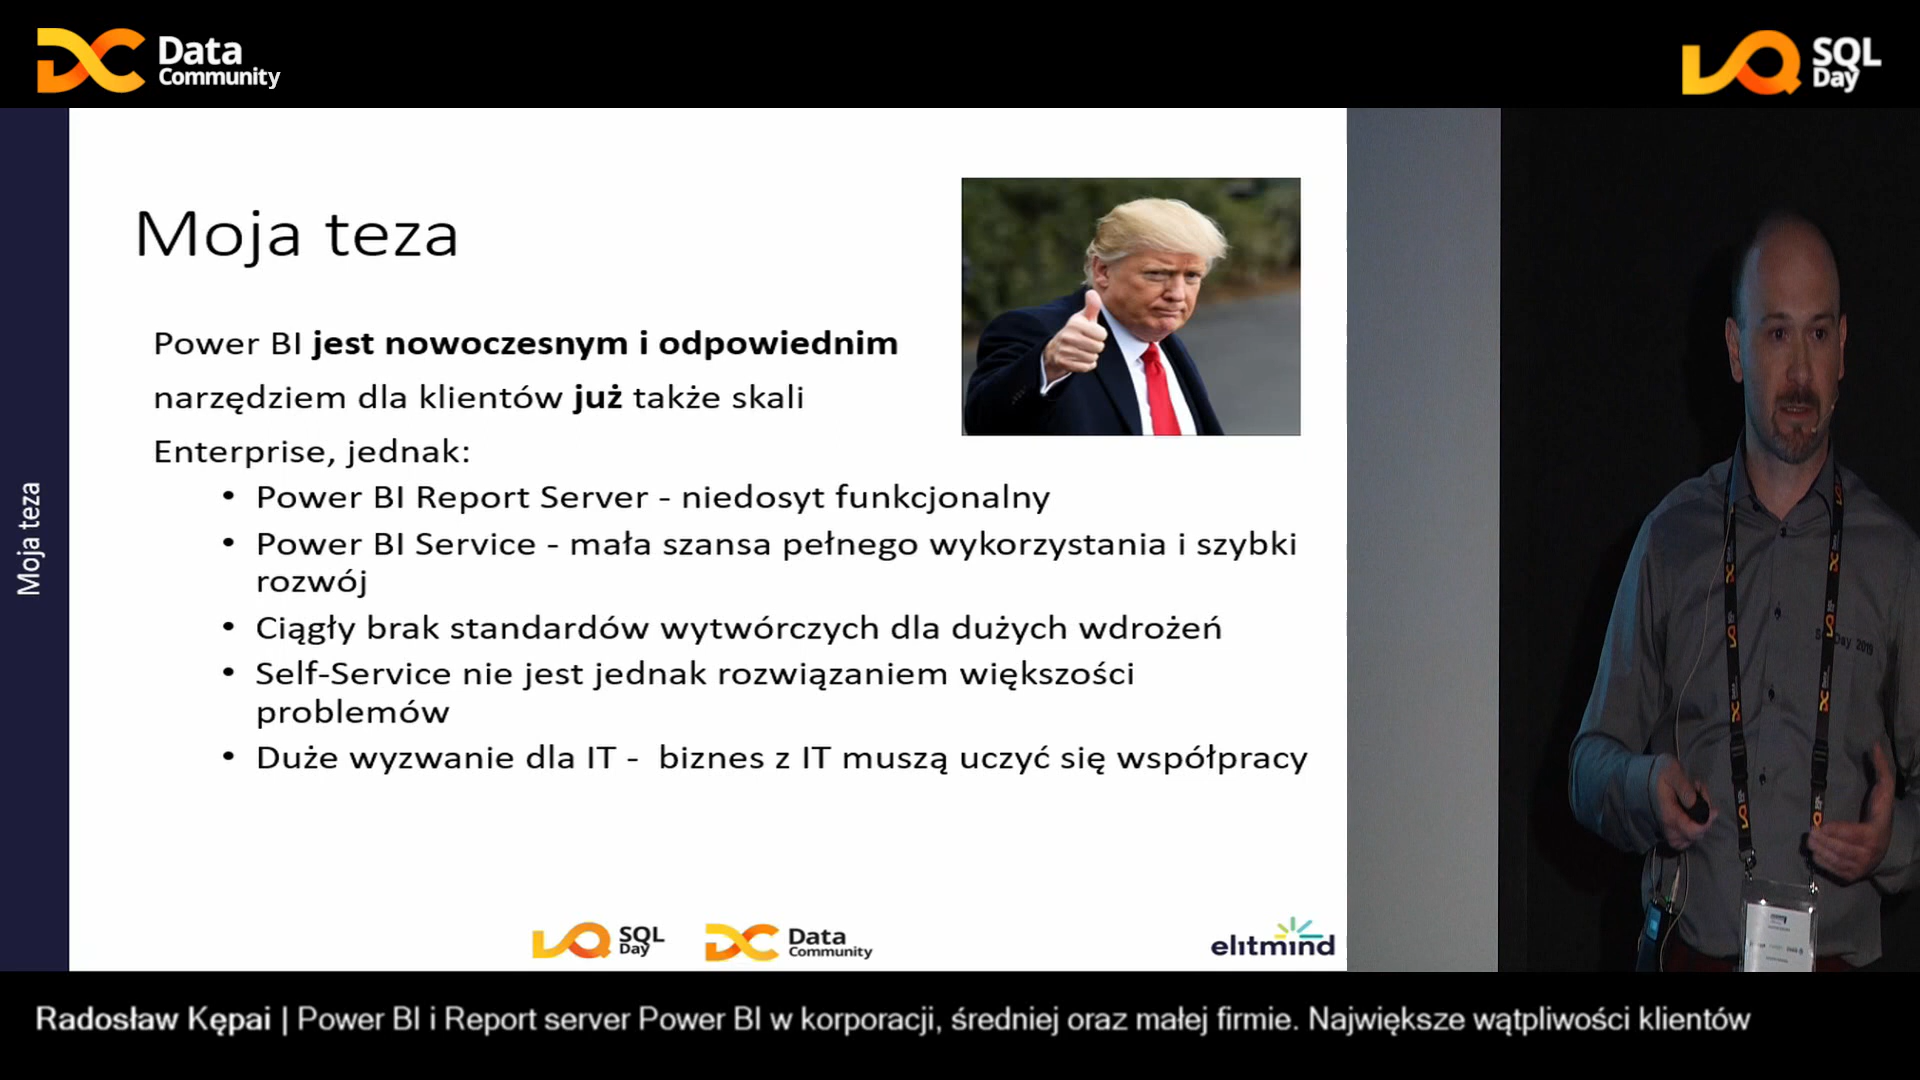 Data
Community
SQL
Day
Moja teza
Moja teza
Power BI jest nowoczesnym i odpowiednim
narzędziem dla klientów już także skali
Enterprise, jednak:
• Power BI Report Server - niedosyt funkcjonalny
• Power BI Service - mała szansa pełnego wykorzystania i szybki
rozwój
• Ciągły brak standardów wytwórczych dla dużych wdrożeń
• Self-Service nie jest jednak rozwiązaniem większości
problemów
• Duże wyzwanie dla IT - biznes z IT muszą uczyć się współpracy
SQL
Day
Data
Community
elitmind
Radosław Kępai | Power BI i Report server Power BI w korporacji, średniej oraz małej firmie. Największe wątpliwości klientów